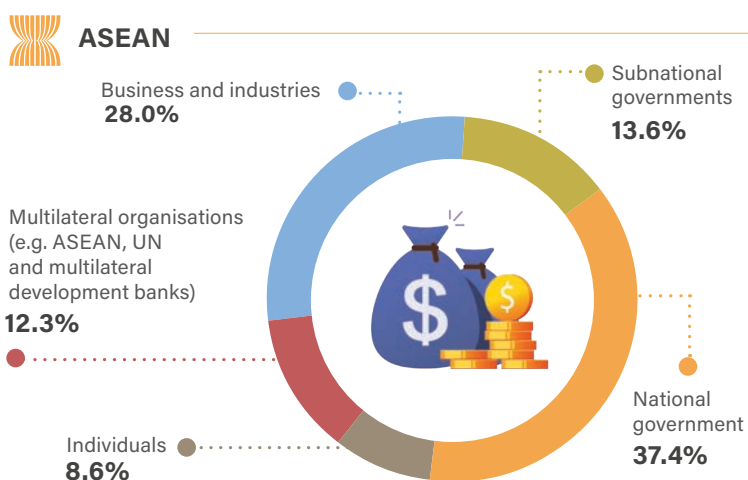 ASEAN
Business and industries
28.0%
Subnational
governments
13.6%
Multilateral organisations
(e.g. ASEAN, UN
and multilateral
development banks)
12.3%
$
$
National
government
37.4%
Individuals
8.6%